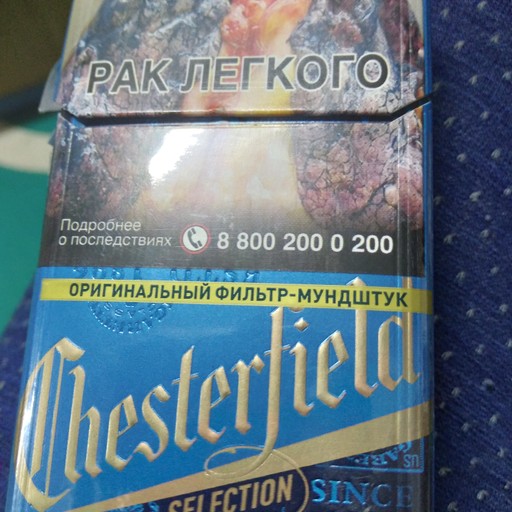 РАК ЛЕГКОГО
Подробнее
о последствиях 8 800 200 0 200
ОРИГИНАЛЬНЫЙ ФИЛЬТР-МУНДШТУК
Chesterfield
SELECTION
SINCE